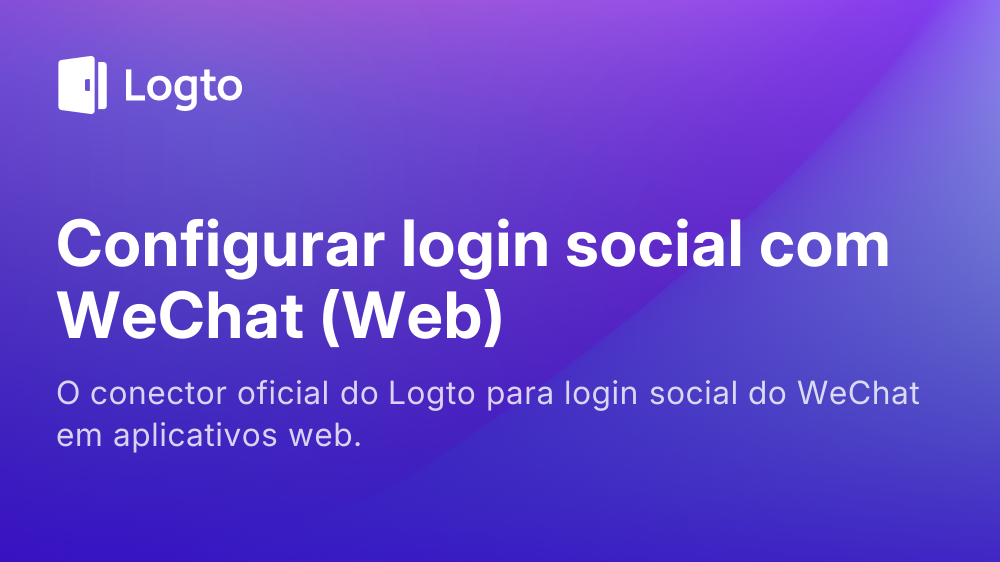 Logto
Configurar login social com
WeChat (Web)
O conector oficial do Logto para login social do WeChat
em aplicativos web.